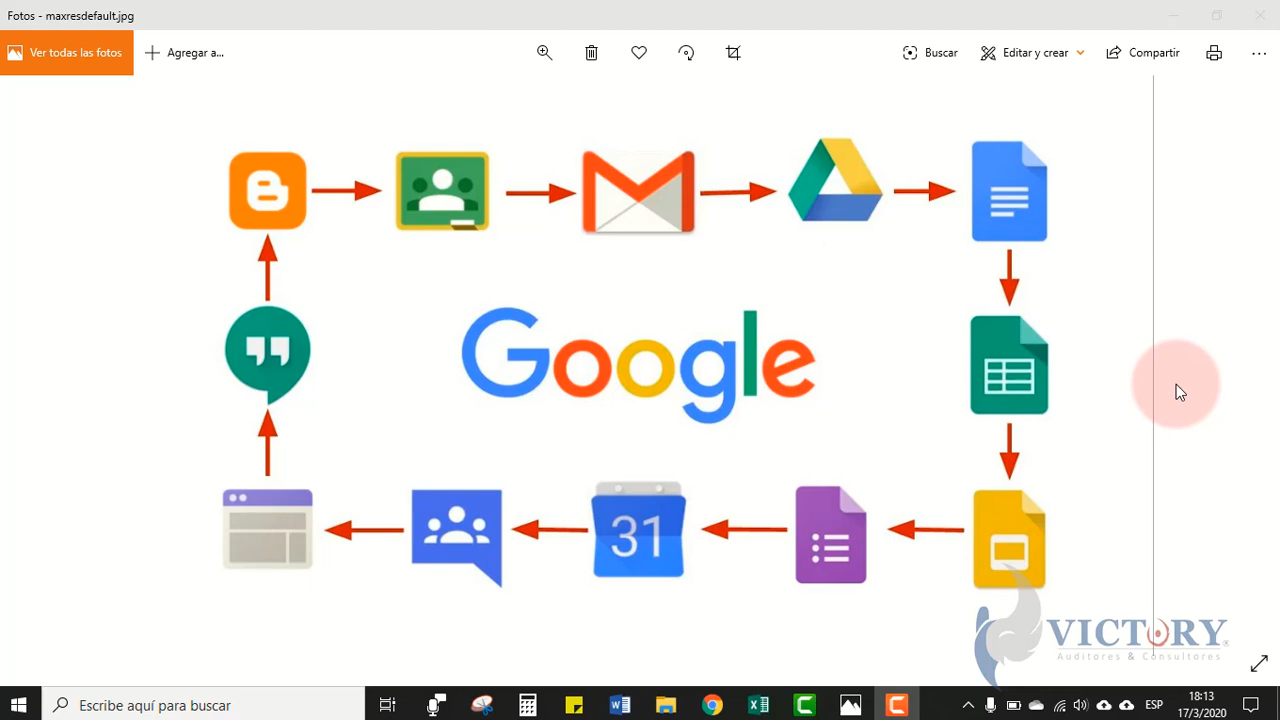 Fotos - maxresdefault.jpg
Ver todas las fotos
Agregar a...
Buscar
Editar y crear
Compartir
Google
31
VICTORY
Auditores & Consultores
Escribe aquí para buscar
ESP
18:13
17/3/2020